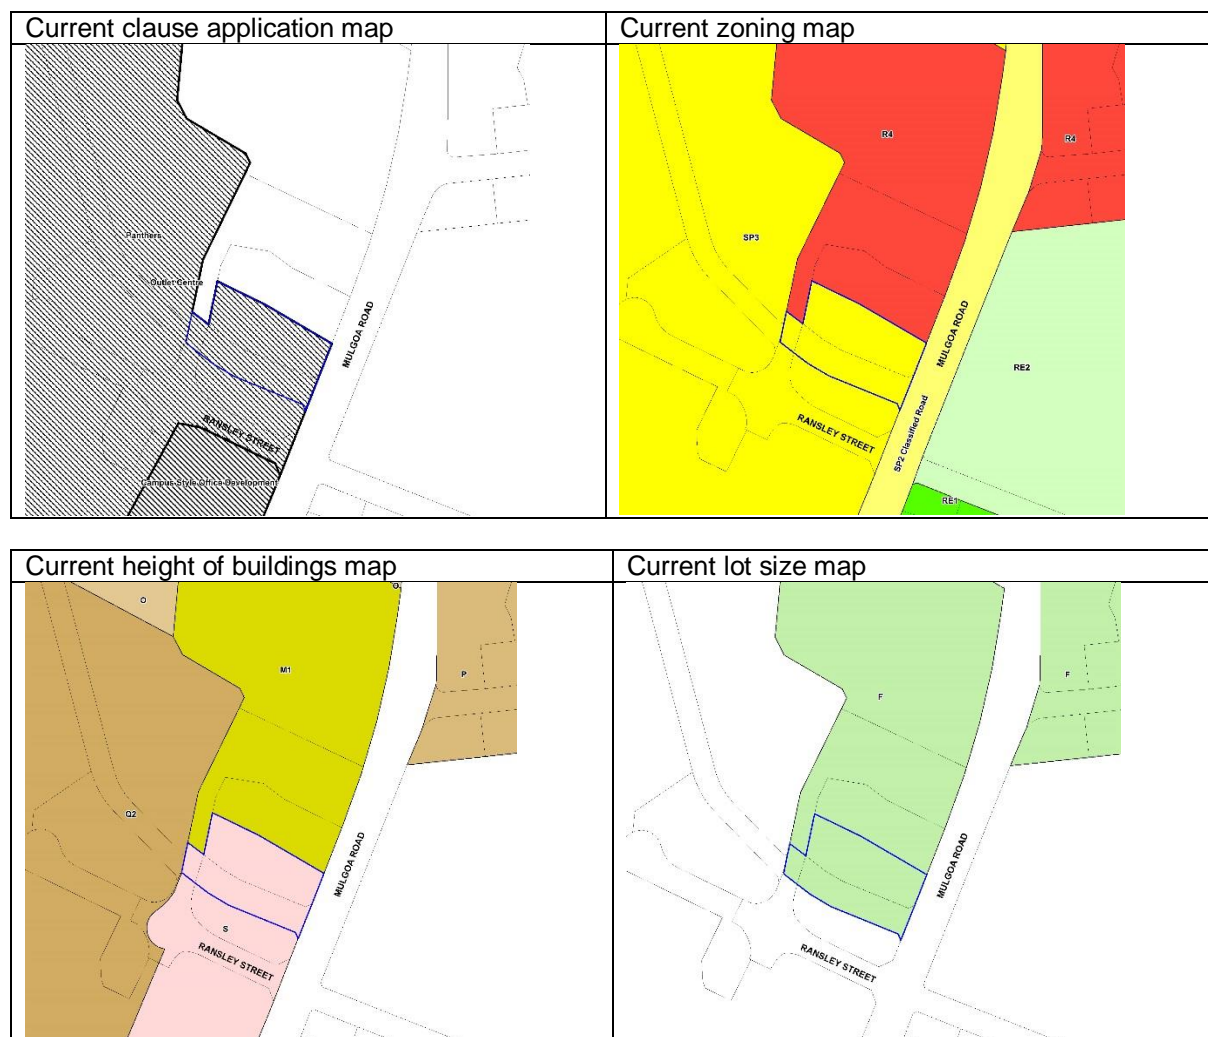 Current clause application map
Current zoning map
Panthers
Outlet Centre
MULGOA ROAD
RANSLEY STREET
Campus Style Office Development
R4
R4
SP3
MULGOA ROAD
RE2
RANSLEY STREET
SP2 Classified Road
RE1
Current height of buildings map
Current lot size map
O
O
M1
P
Q2
MULGOA ROAD
S
RANSLEY STREET
F
F
MULGOA ROAD
RANSLEY STREET